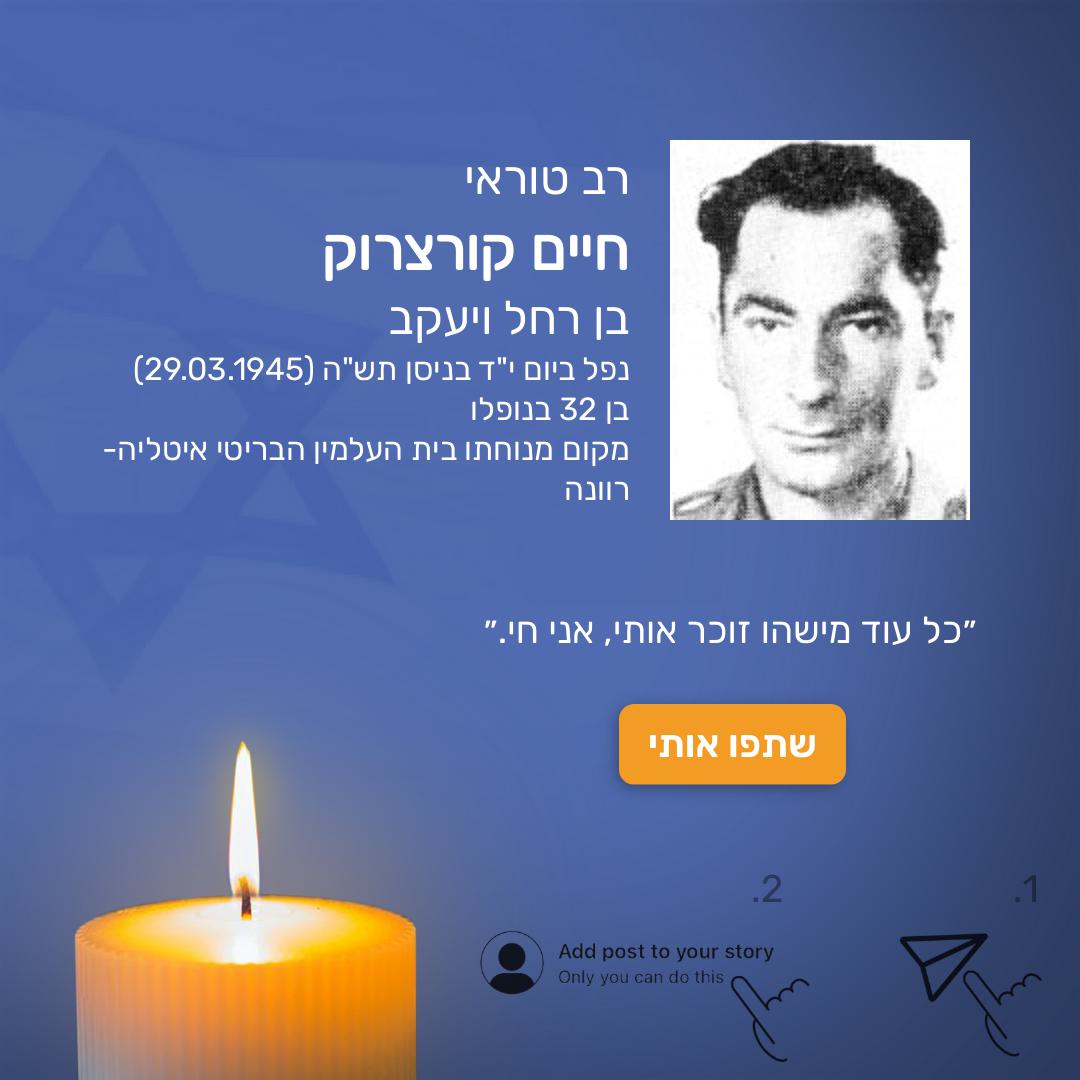 רב טוראי
חיים קורצרוק
בן רחל ויעקב
נפל ביום י"ד בניסן תש"ה (29.03.1945)
בן 32 בנופלו
מקום מנוחתו בית העלמין הבריטי איטליה-
רוונה
״כל עוד מישהו זוכר אותי, אני חי.״
שתפו אותי
1.
2.
Add post to your story
Only you can do this